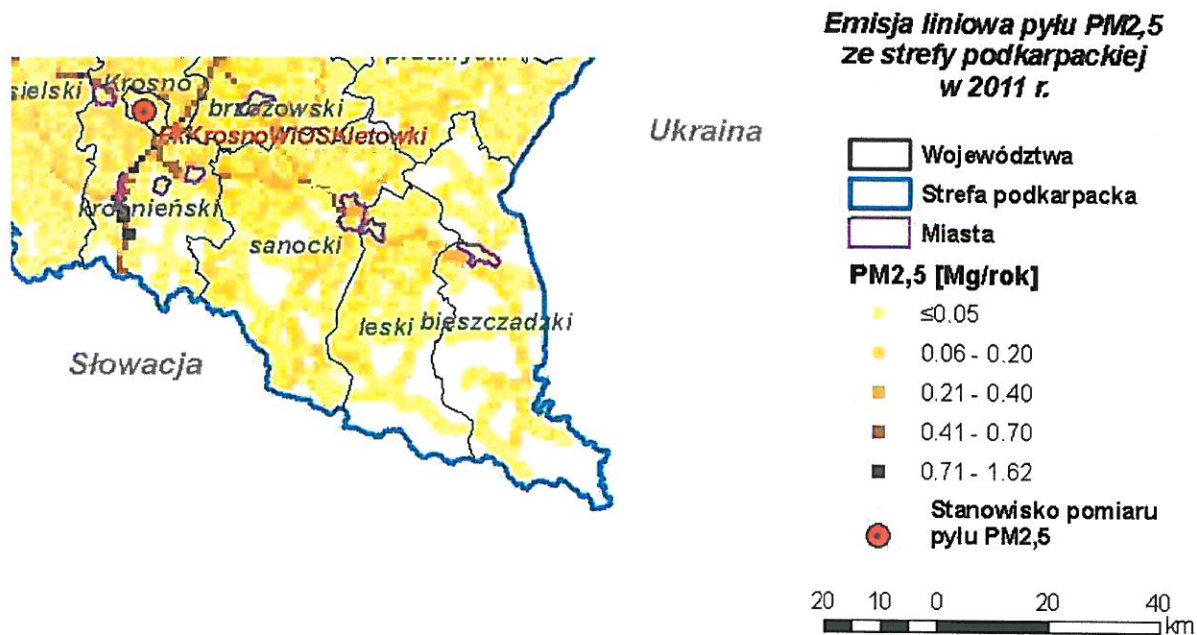 Emisja liniowa pyłu PM2,5
ze strefy podkarpackiej
w 2011 r.
Krosno
sielski
brzozowski
PkKrosnoWIOSKletowki
krośnieński
sanocki
leski
bieszczadzki
Ukraina
Słowacja
Województwa
Strefa podkarpacka
Miasta
PM2,5 [Mg/rok]
≤0.05
0.06 - 0.20
0.21 - 0.40
0.41 - 0.70
0.71 - 1.62
Stanowisko pomiaru
pyłu PM2,5
20 10 0 20 40
km